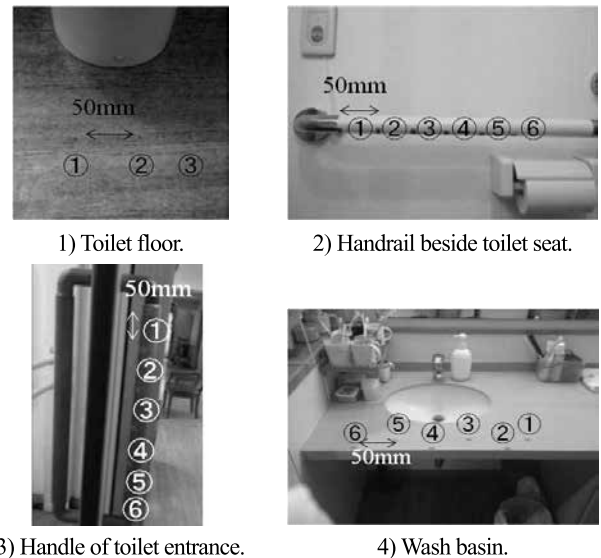 50mm
① ② ③
1) Toilet floor.
50mm
① ② ③ ④ ⑤ ⑥
2) Handrail beside toilet seat.
50mm
①
②
③
④
⑤
⑥
3) Handle of toilet entrance.
⑥ ⑤ ④ ③ ② ①
50mm
4) Wash basin.